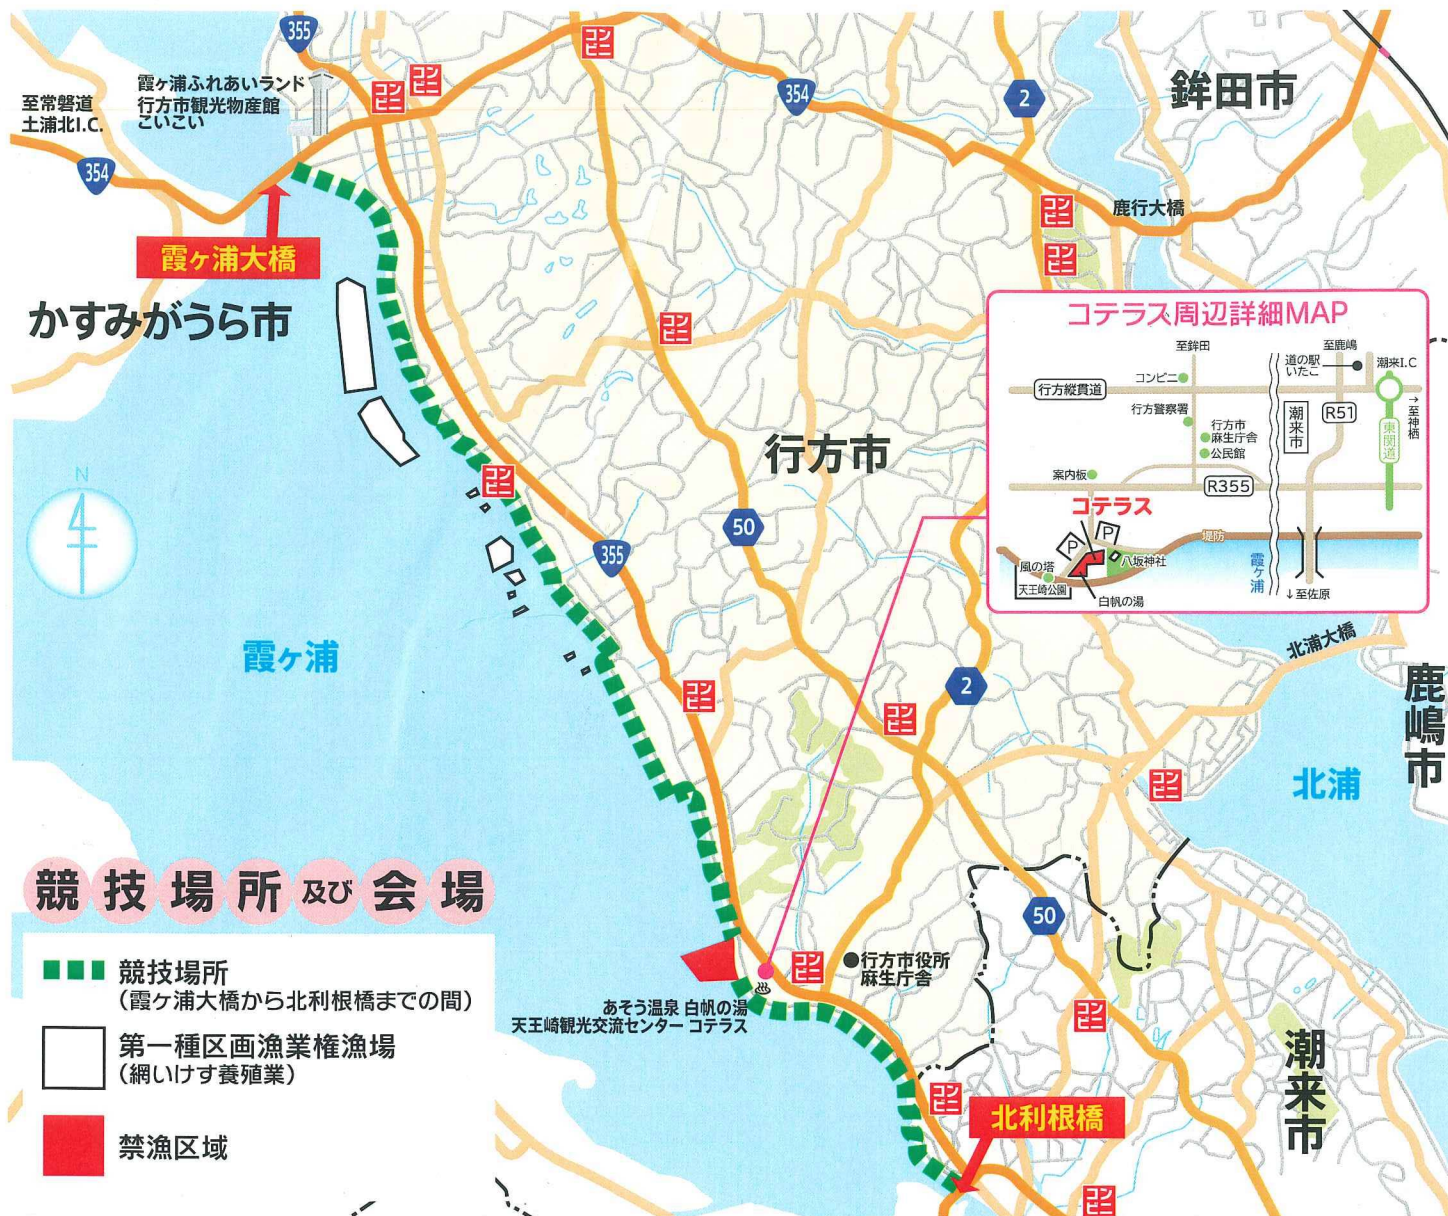 355
コンビニ
コンビニ
コンビニ
霞ヶ浦ふれあいランド
行方市観光物産館
こいこい
至常磐道
土浦北I.C.
354
354
2
鉾田市
鹿行大橋
コンビニ
コンビニ
霞ヶ浦大橋
かすみがうら市
コンビニ
コテラス周辺詳細MAP
至鉾田
至鹿嶋
道の駅
いたこ
潮来I.C
コンビニ
行方縦貫道
→至神栖
行方警察署
行方市
麻生庁舎
公民館
潮来市
R51
東関道
案内板
R355
コテラス
P
P
堤防
八坂神社
風の塔
天王崎公園
白帆の湯
霞ヶ浦
↓至佐原
行方市
コンビニ
N
50
355
霞ヶ浦
北浦大橋
2
コンビニ
コンビニ
鹿嶋市
コンビニ
北浦
競技場所及び会場
競技場所
(霞ヶ浦大橋から北利根橋までの間)
第一種区画漁業権漁場
(網いけす養殖業)
禁漁区域
50
コンビニ
行方市役所
麻生庁舎
あそう温泉 白帆の湯
天王崎観光交流センター コテラス
コンビニ
潮来市
コンビニ
北利根橋
コンビニ